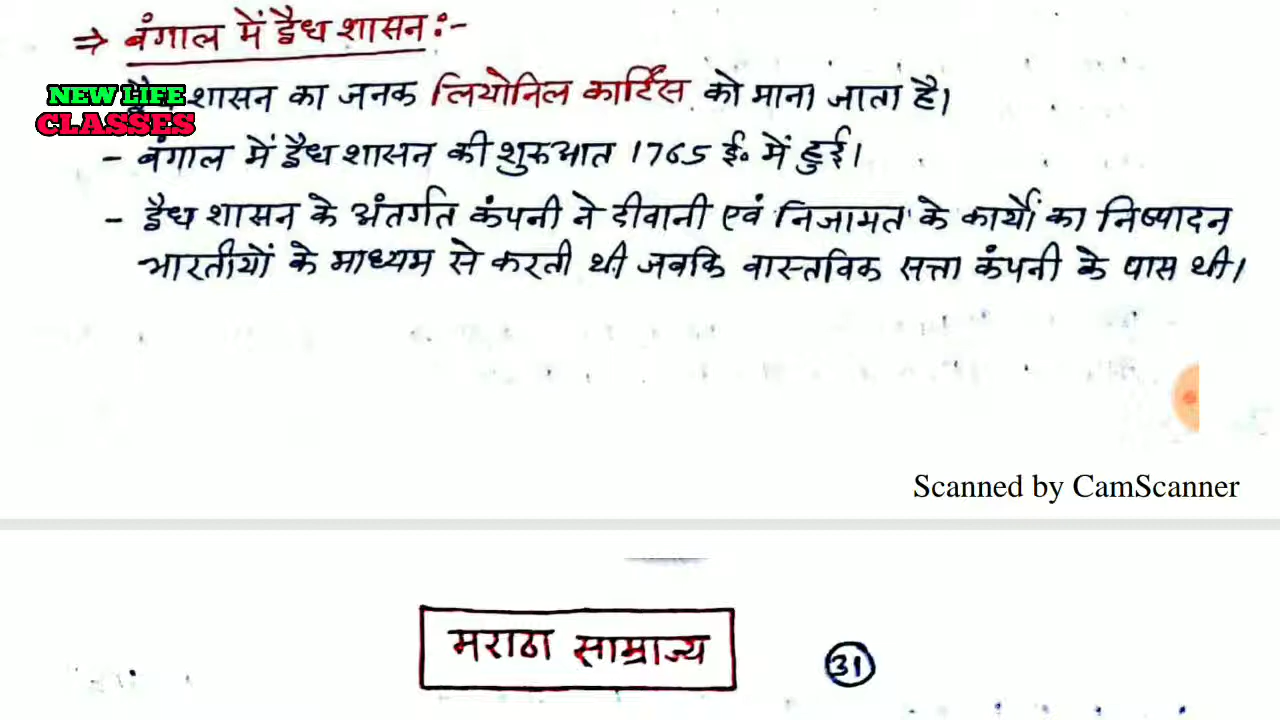 ⇒ बंगाल में द्वैध शासन :-
NEW LIFE
CLASSES
द्वैध शासन का जनक लियोनिल कार्टिस को माना जाता है।
- बंगाल में द्वैध शासन की शुरुआत 1765 ई॰ में हुई।
- द्वैध शासन के अंतर्गत कंपनी ने दीवानी एवं निजामत के कार्यों का निष्पादन
भारतीयों के माध्यम से करती थी जबकि वास्तविक सत्ता कंपनी के पास थी।
Scanned by CamScanner
मराठा साम्राज्य
31